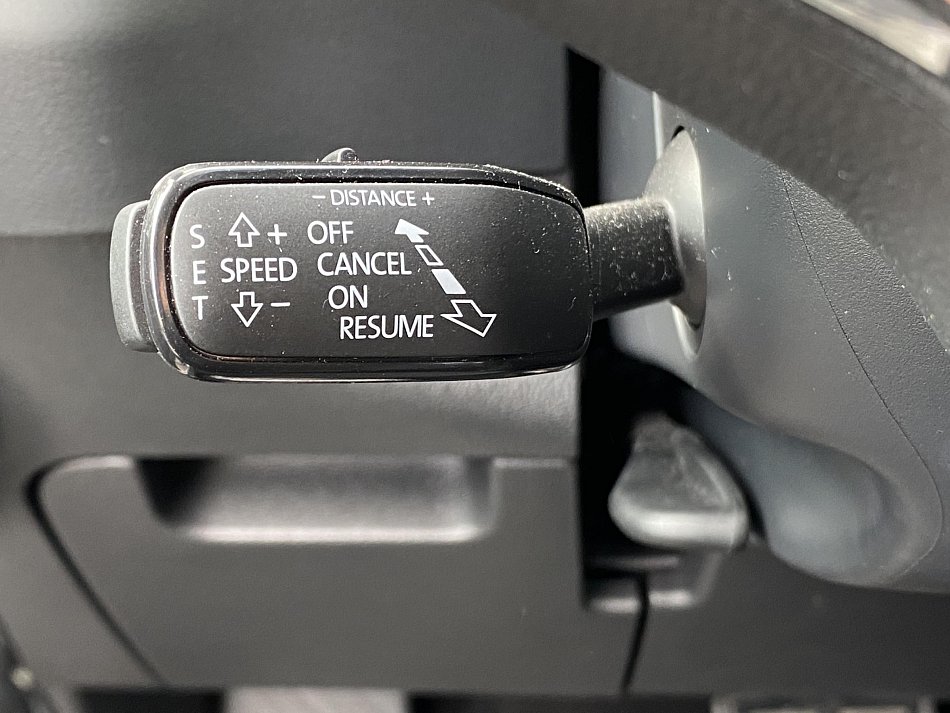 − DISTANCE +
S + OFF
E SPEED CANCEL
T − ON
RESUME